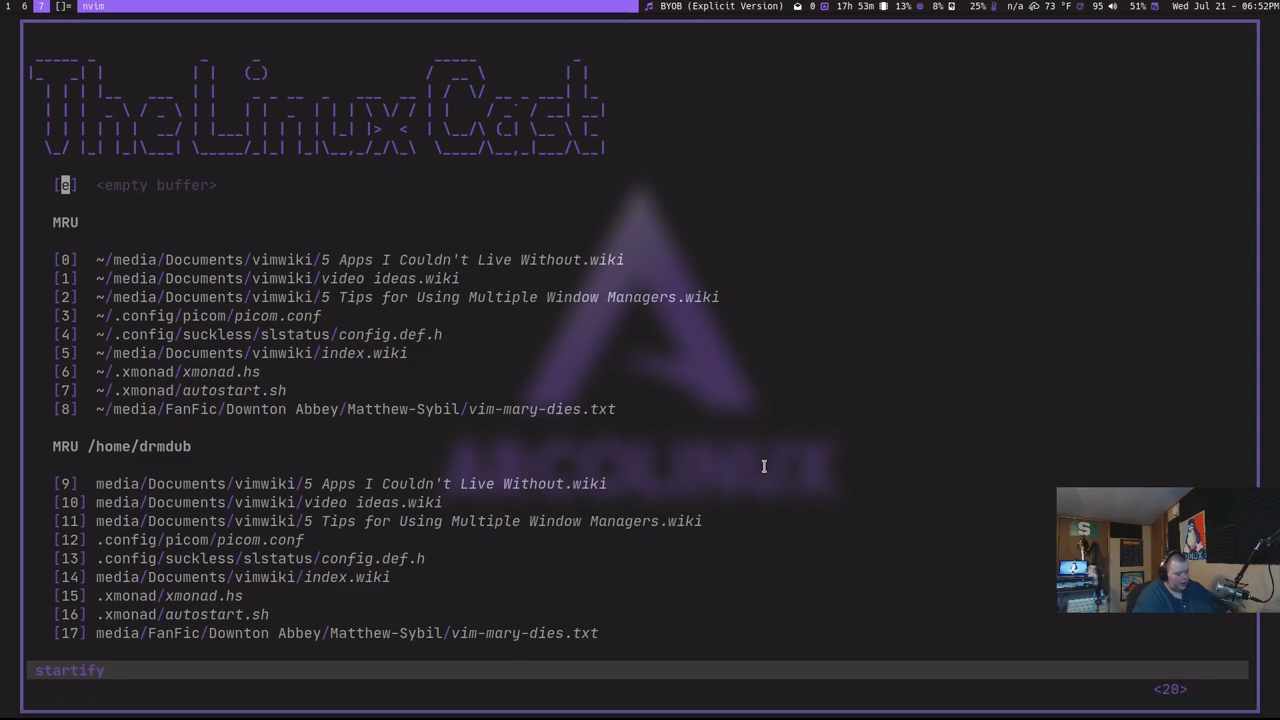 1 6 7 []= nvim BYOB (Explicit Version) 0 17h 53m 13% 8% 25% n/a 73 °F 95 51% Wed Jul 21 - 06:52PM
The Linux Cast
[e] <empty buffer>
MRU
[0] ~/media/Documents/vimwiki/5 Apps I Couldn't Live Without.wiki
[1] ~/media/Documents/vimwiki/video ideas.wiki
[2] ~/media/Documents/vimwiki/5 Tips for Using Multiple Window Managers.wiki
[3] ~/.config/picom/picom.conf
[4] ~/.config/suckless/slstatus/config.def.h
[5] ~/media/Documents/vimwiki/index.wiki
[6] ~/.xmonad/xmonad.hs
[7] ~/.xmonad/autostart.sh
[8] ~/media/FanFic/Downton Abbey/Matthew-Sybil/vim-mary-dies.txt
MRU /home/drmdub
[9] media/Documents/vimwiki/5 Apps I Couldn't Live Without.wiki
[10] media/Documents/vimwiki/video ideas.wiki
[11] media/Documents/vimwiki/5 Tips for Using Multiple Window Managers.wiki
[12] .config/picom/picom.conf
[13] .config/suckless/slstatus/config.def.h
[14] media/Documents/vimwiki/index.wiki
[15] .xmonad/xmonad.hs
[16] .xmonad/autostart.sh
[17] media/FanFic/Downton Abbey/Matthew-Sybil/vim-mary-dies.txt
ARCOLINUX
startify
<20>